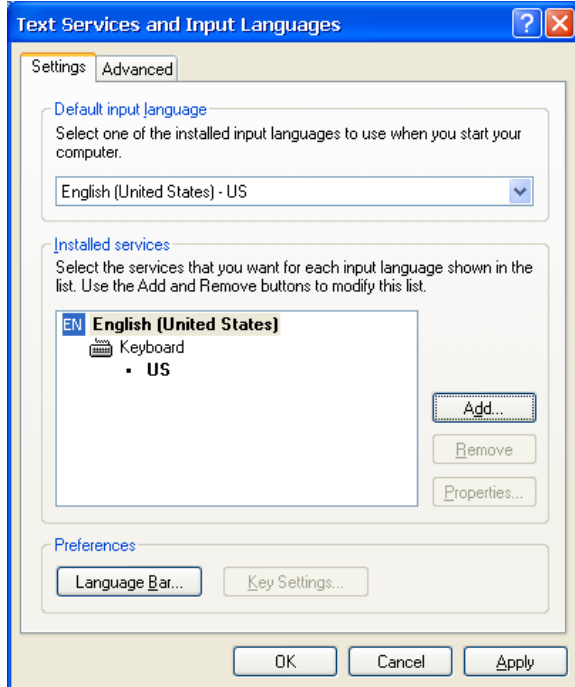 Text Services and Input Languages
Settings Advanced
Default input language
Select one of the installed input languages to use when you start your
computer.
English (United States) - US
Installed services
Select the services that you want for each input language shown in the
list. Use the Add and Remove buttons to modify this list.
EN English (United States)
Keyboard
• US
Add...
Remove
Properties...
Preferences
Language Bar... Key Settings...
OK Cancel Apply